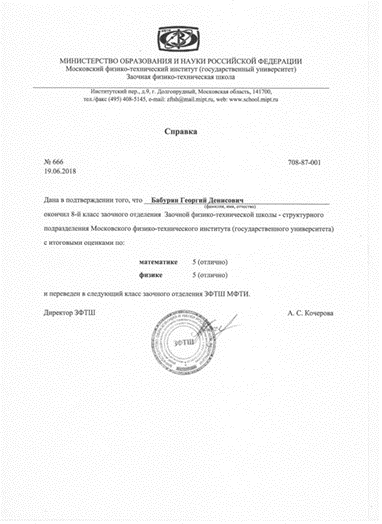 МИНИСТЕРСТВО ОБРАЗОВАНИЯ И НАУКИ РОССИЙСКОЙ ФЕДЕРАЦИИ
Московский физико-технический институт (государственный университет)
Заочная физико-техническая школа
Институтский пер., д.9, г. Долгопрудный, Московская область, 141700,
тел./факс (495) 408-5145, e-mail: zftsh@mail.mipt.ru, web: www.school.mipt.ru
Справка
№ 666 708-87-001
19.06.2018
Дана в подтверждении того, что Бабурин Георгий Денисович
(фамилия, имя, отчество)
окончил 8-й класс заочного отделения Заочной физико-технической школы - структурного
подразделения Московского физико-технического института (государственного университета)
с итоговыми оценками по:
математике 5 (отлично)
физике 5 (отлично)
и переведен в следующий класс заочного отделения ЗФТШ МФТИ.
Директор ЗФТШ А. С. Кочерова
ЗФТШ